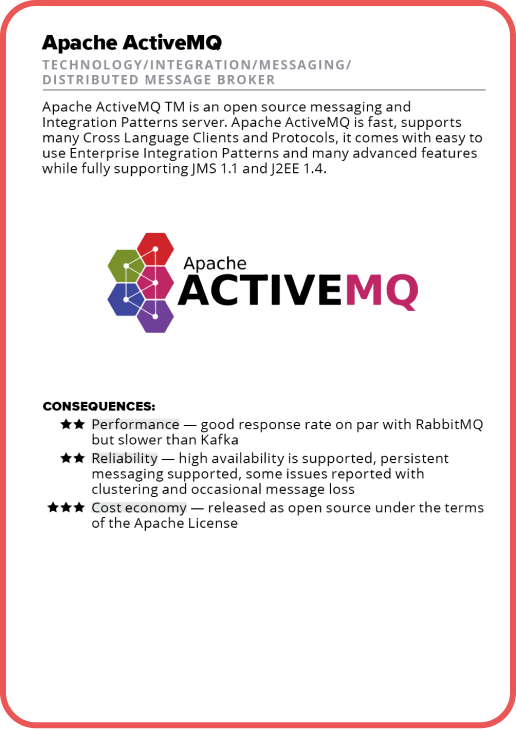 Apache ActiveMQ
TECHNOLOGY/INTEGRATION/MESSAGING/
DISTRIBUTED MESSAGE BROKER
Apache ActiveMQ TM is an open source messaging and
Integration Patterns server. Apache ActiveMQ is fast, supports
many Cross Language Clients and Protocols, it comes with easy to
use Enterprise Integration Patterns and many advanced features
while fully supporting JMS 1.1 and J2EE 1.4.
Apache
ACTIVEMQ
CONSEQUENCES:
★★ Performance — good response rate on par with RabbitMQ
but slower than Kafka
★★ Reliability — high availability is supported, persistent
messaging supported, some issues reported with
clustering and occasional message loss
★★★ Cost economy — released as open source under the terms
of the Apache License